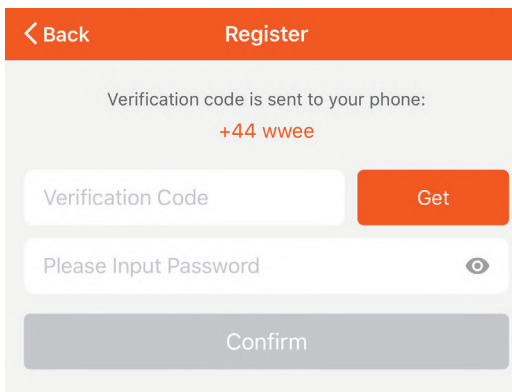 Back
Register
Verification code is sent to your phone:
+44 wwee
Verification Code
Get
Please Input Password
Confirm